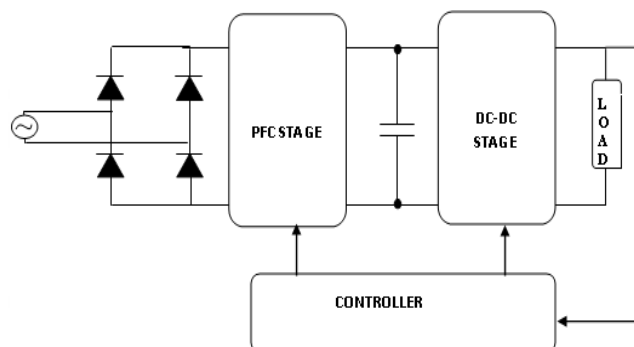 PFC STAGE
DC-DC
STAGE
L
O
A
D
CONTROLLER